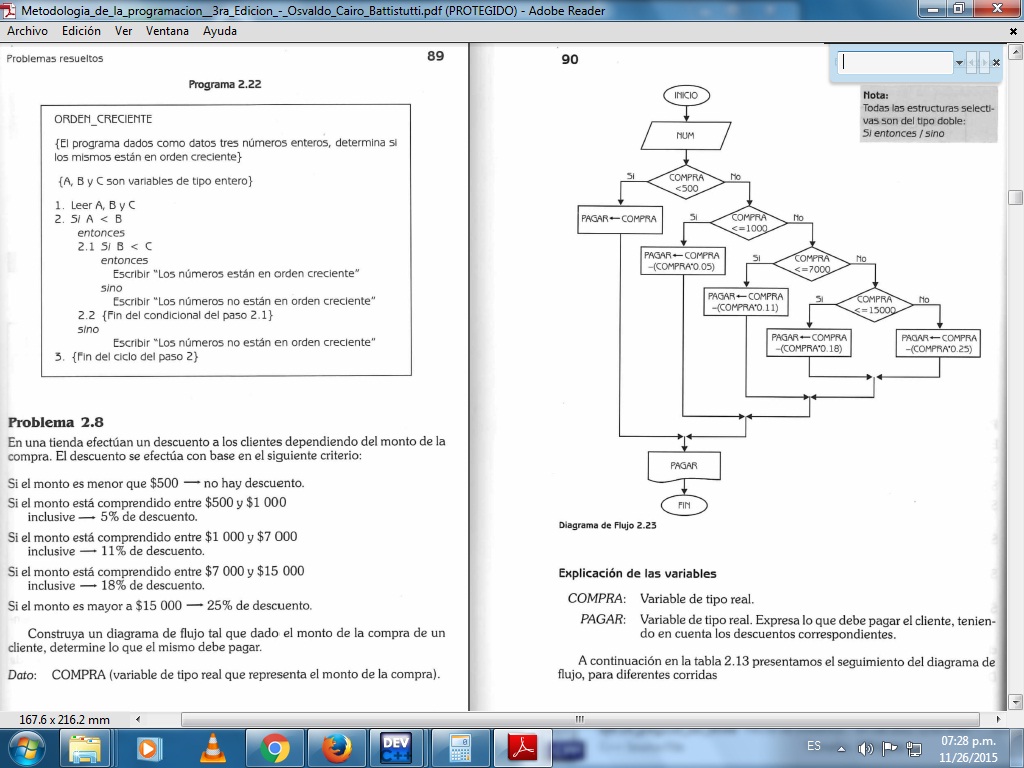 Metodologia_de_la_programacion__3ra_Edicion_-_Osvaldo_Cairo_Battistutti.pdf (PROTEGIDO) - Adobe Reader
Archivo Edición Ver Ventana Ayuda
Problemas resueltos 89
Programa 2.22
ORDEN_CRECIENTE
{El programa dados como datos tres números enteros, determina si
los mismos están en orden creciente}
{A, B y C son variables de tipo entero}
1. Leer A, B y C
2. Si A < B
entonces
2.1 Si B < C
entonces
Escribir “Los números están en orden creciente”
sino
Escribir “Los números no están en orden creciente”
2.2 {Fin del condicional del paso 2.1}
sino
Escribir “Los números no están en orden creciente”
3. {Fin del ciclo del paso 2}
Problema 2.8
En una tienda efectúan un descuento a los clientes dependiendo del monto de la
compra. El descuento se efectúa con base en el siguiente criterio:
Si el monto es menor que $500 → no hay descuento.
Si el monto está comprendido entre $500 y $1 000
inclusive → 5% de descuento.
Si el monto está comprendido entre $1 000 y $7 000
inclusive → 11% de descuento.
Si el monto está comprendido entre $7 000 y $15 000
inclusive → 18% de descuento.
Si el monto es mayor a $15 000 → 25% de descuento.
Construya un diagrama de flujo tal que dado el monto de la compra de un
cliente, determine lo que el mismo debe pagar.
Dato: COMPRA (variable de tipo real que representa el monto de la compra).
90
Nota:
Todas las estructuras selecti-
vas son del tipo doble:
Si entonces / sino
INICIO
NUM
Si COMPRA No
<500
PAGAR ← COMPRA
Si COMPRA No
<=1000
PAGAR ← COMPRA
–(COMPRA*0.05)
Si COMPRA No
<=7000
PAGAR ← COMPRA
–(COMPRA*0.11)
Si COMPRA No
<=15000
PAGAR ← COMPRA
–(COMPRA*0.18)
PAGAR ← COMPRA
–(COMPRA*0.25)
PAGAR
FIN
Diagrama de Flujo 2.23
Explicación de las variables
COMPRA: Variable de tipo real.
PAGAR: Variable de tipo real. Expresa lo que debe pagar el cliente, tenien-
do en cuenta los descuentos correspondientes.
A continuación en la tabla 2.13 presentamos el seguimiento del diagrama de
flujo, para diferentes corridas
167.6 x 216.2 mm
DEV
C++
ES
07:28 p.m.
11/26/2015